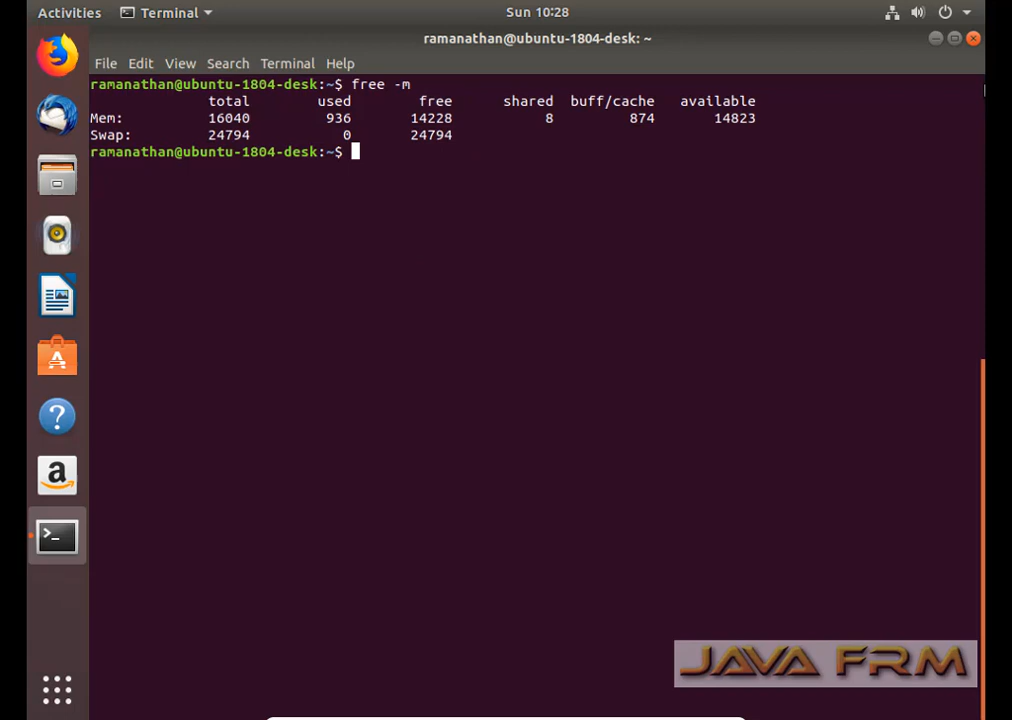 Activities Terminal Sun 10:28
ramanathan@ubuntu-1804-desk: ~
File Edit View Search Terminal Help
ramanathan@ubuntu-1804-desk:~$ free -m
total used free shared buff/cache available
Mem: 16040 936 14228 8 874 14823
Swap: 24794 0 24794
ramanathan@ubuntu-1804-desk:~$
JAVA FRM